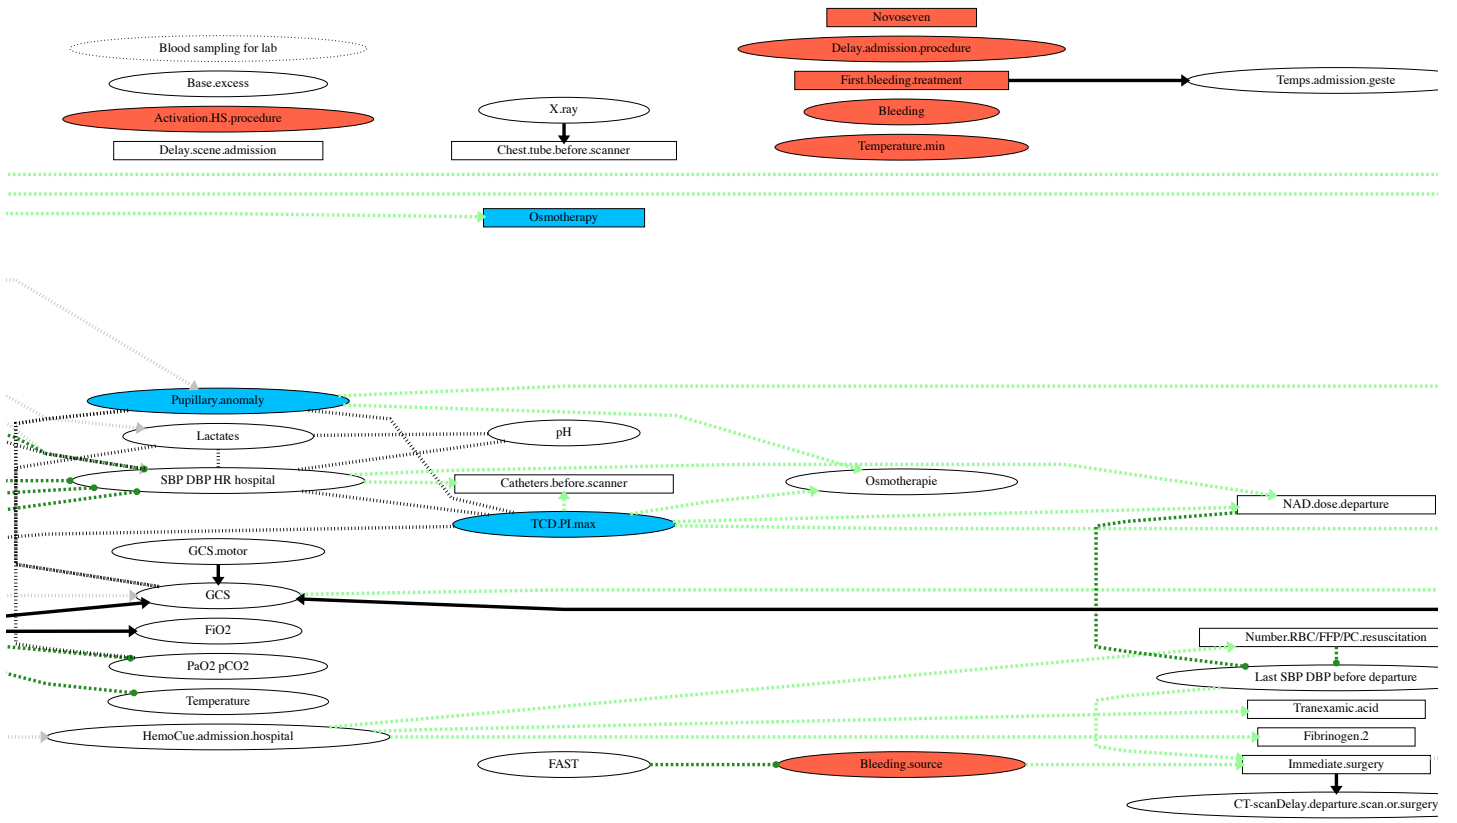 Novoseven
Blood sampling for lab
Delay.admission.procedure
Base.excess
First.bleeding.treatment
Temps.admission.geste
X.ray
Bleeding
Activation.HS.procedure
Delay.scene.admission
Chest.tube.before.scanner
Temperature.min
Osmotherapy
Pupillary.anomaly
Lactates
pH
SBP DBP HR hospital
Catheters.before.scanner
Osmotherapie
NAD.dose.departure
TCD.PI.max
GCS.motor
GCS
FiO2
Number.RBC/FFP/PC.resuscitation
PaO2 pCO2
Last SBP DBP before departure
Temperature
Tranexamic.acid
HemoCue.admission.hospital
Fibrinogen.2
FAST
Bleeding.source
Immediate.surgery
CT-scanDelay.departure.scan.or.surgery